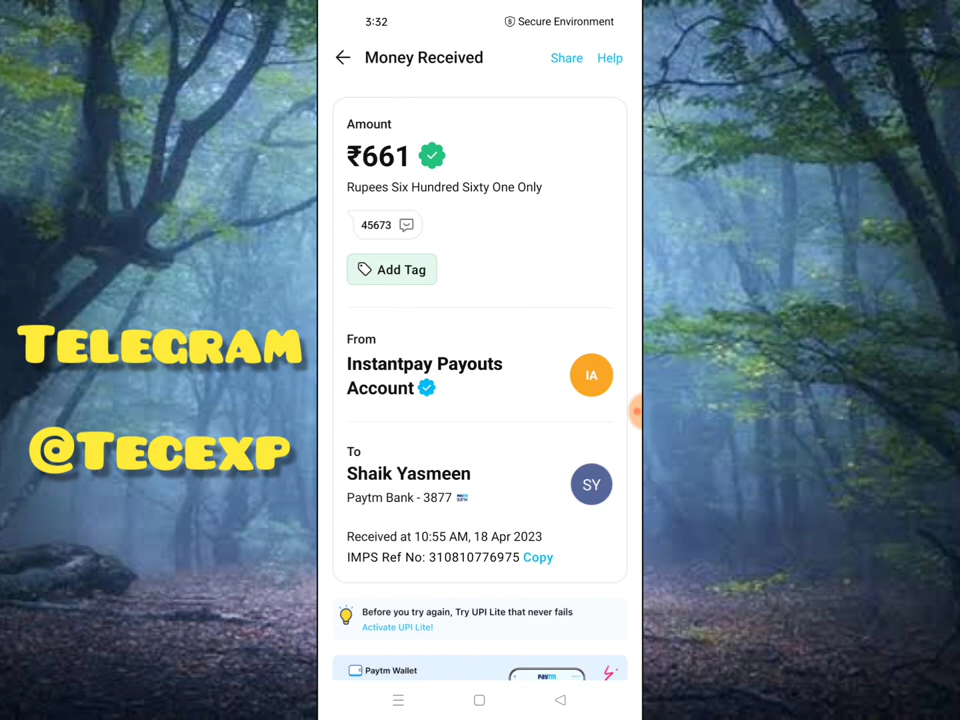 3:32
Secure Environment
Money Received
Share
Help
Amount
₹661
Rupees Six Hundred Sixty One Only
45673
Add Tag
From
Instantpay Payouts
Account
IA
To
Shaik Yasmeen
SY
Paytm Bank - 3877
Received at 10:55 AM, 18 Apr 2023
IMPS Ref No: 310810776975 Copy
Before you try again, Try UPI Lite that never fails
Activate UPI Lite!
Paytm Wallet
paytm
Telegram
@Tecexp